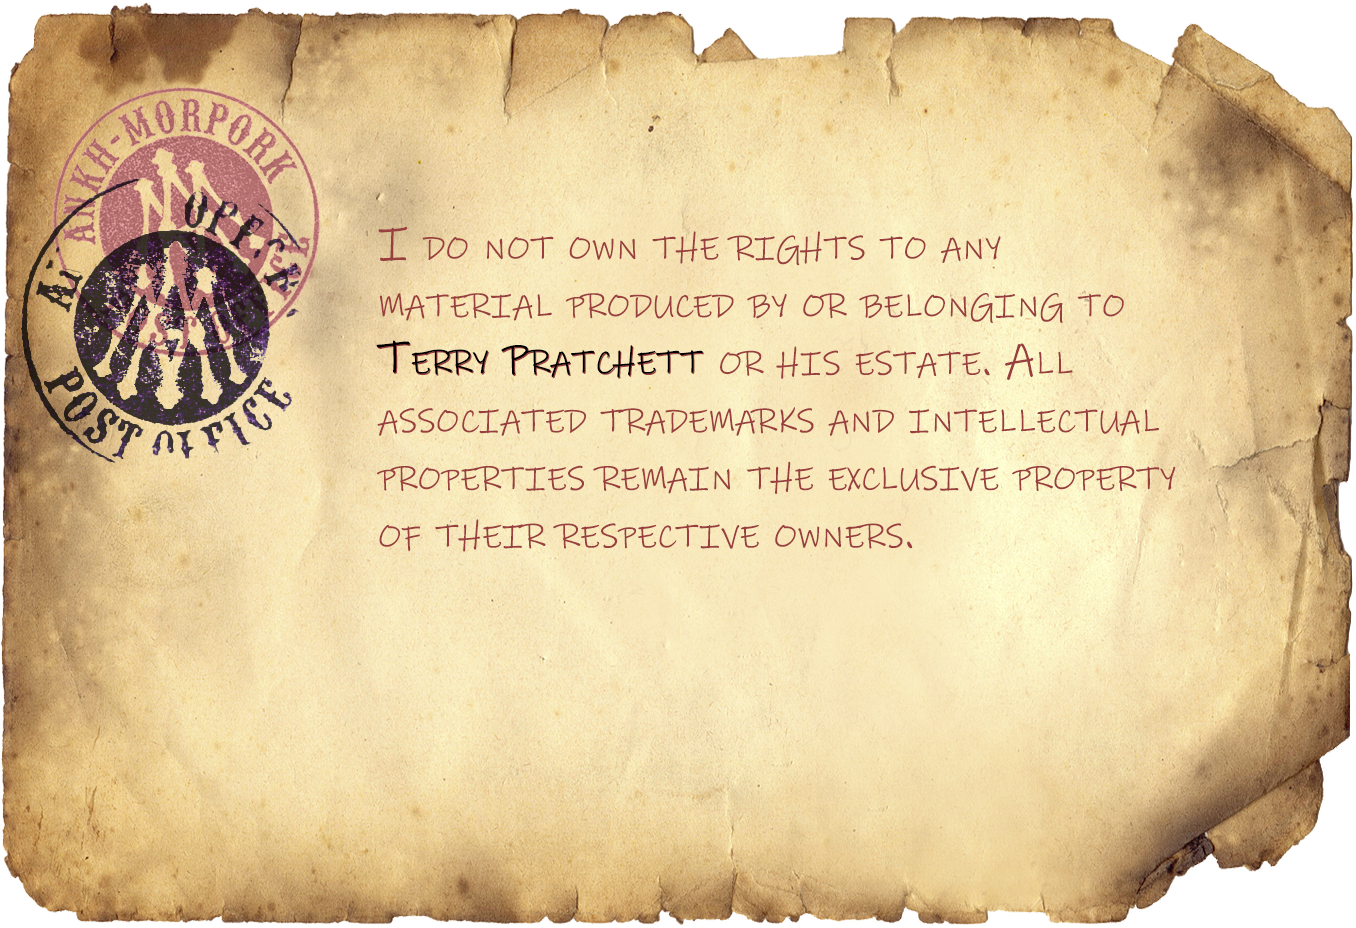 ANKH-MORPORK
POST OFFICE
I DO NOT OWN THE RIGHTS TO ANY
MATERIAL PRODUCED BY OR BELONGING TO
TERRY PRATCHETT OR HIS ESTATE. ALL
ASSOCIATED TRADEMARKS AND INTELLECTUAL
PROPERTIES REMAIN THE EXCLUSIVE PROPERTY
OF THEIR RESPECTIVE OWNERS.